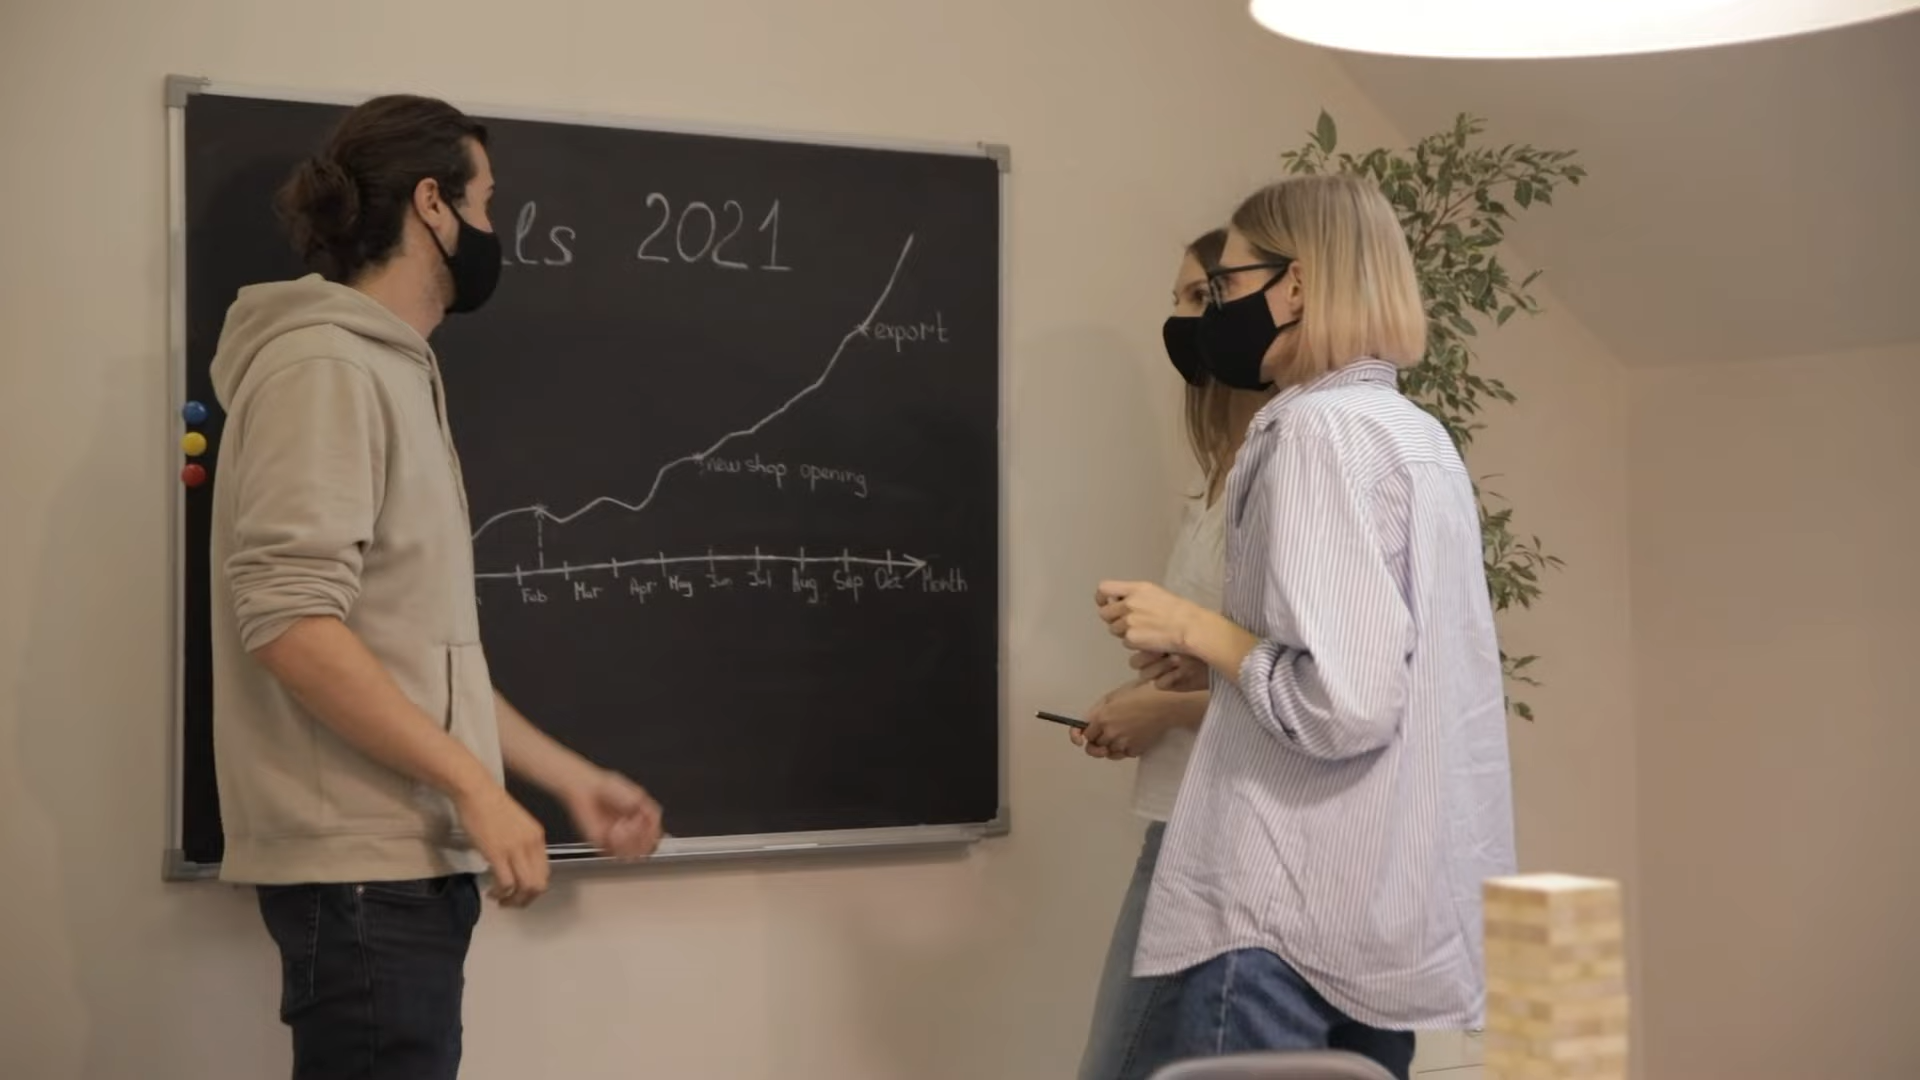 ls 2021
export
new shop opening
Feb Mar Apr May Jun Jul Aug Sep Oct Month